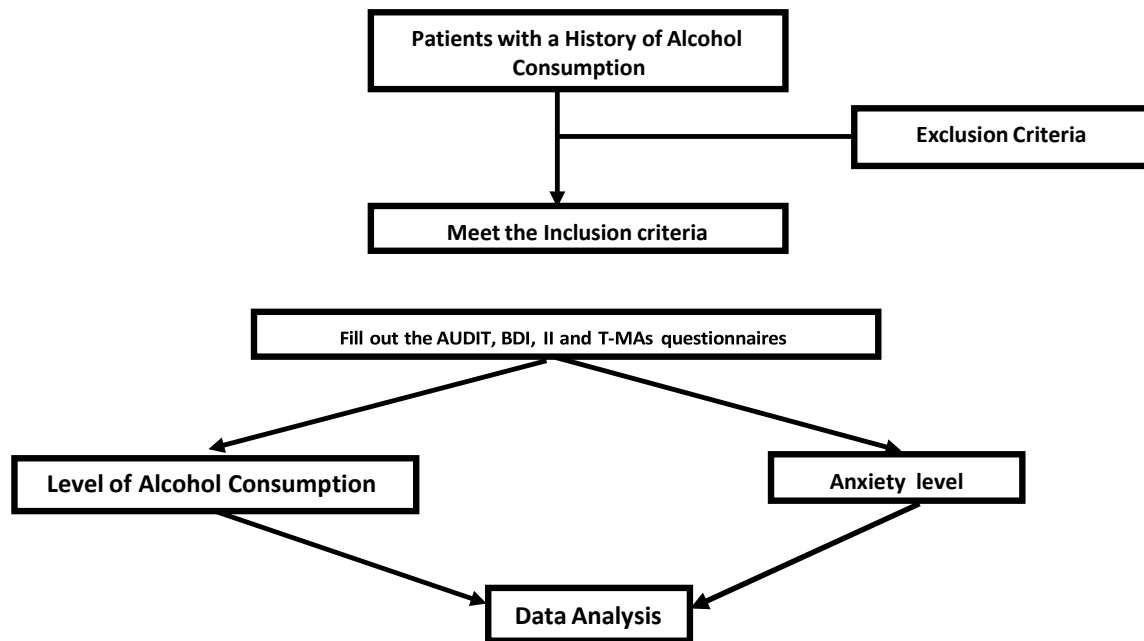 Patients with a History of Alcohol
Consumption
Exclusion Criteria
Meet the Inclusion criteria
Fill out the AUDIT, BDI, II and T-MAs questionnaires
Level of Alcohol Consumption
Anxiety level
Data Analysis